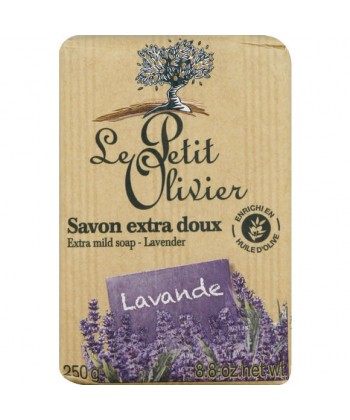 Le Petit
Olivier
Savon extra doux
Extra mild soap - Lavender
ENRICHI EN
HUILE D'OLIVE
Lavande
250 g
8.8 oz net wt